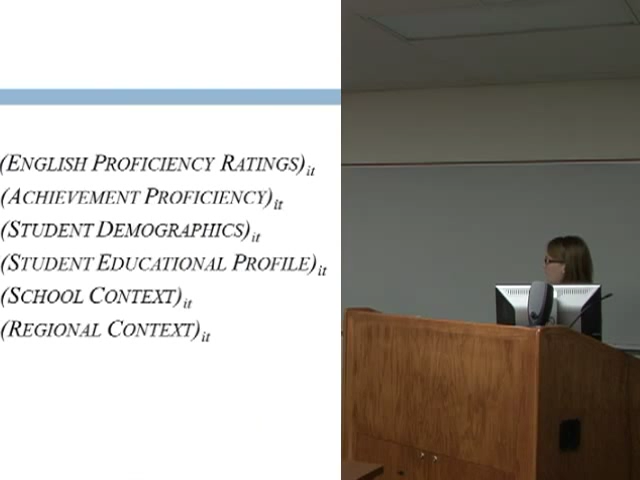 (ENGLISH PROFICIENCY RATINGS)it
(ACHIEVEMENT PROFICIENCY)it
(STUDENT DEMOGRAPHICS)it
(STUDENT EDUCATIONAL PROFILE)it
(SCHOOL CONTEXT)it
(REGIONAL CONTEXT)it